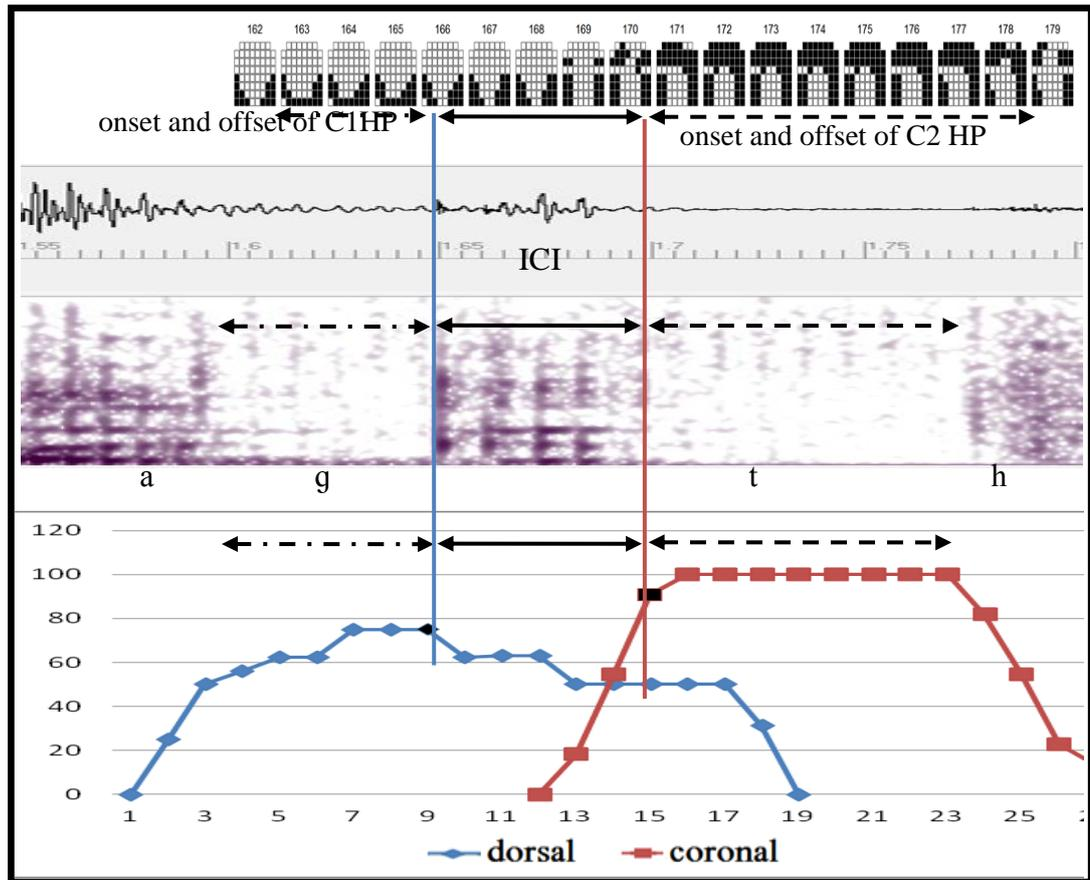 162 163 164 165 166 167 168 169 170 171 172 173 174 175 176 177 178 179
onset and offset of C1HP
onset and offset of C2 HP
1.55 1.6 1.65 1.7 1.75
ICI
a g t h
120
100
80
60
40
20
0
1 3 5 7 9 11 13 15 17 19 21 23 25 2
dorsal coronal